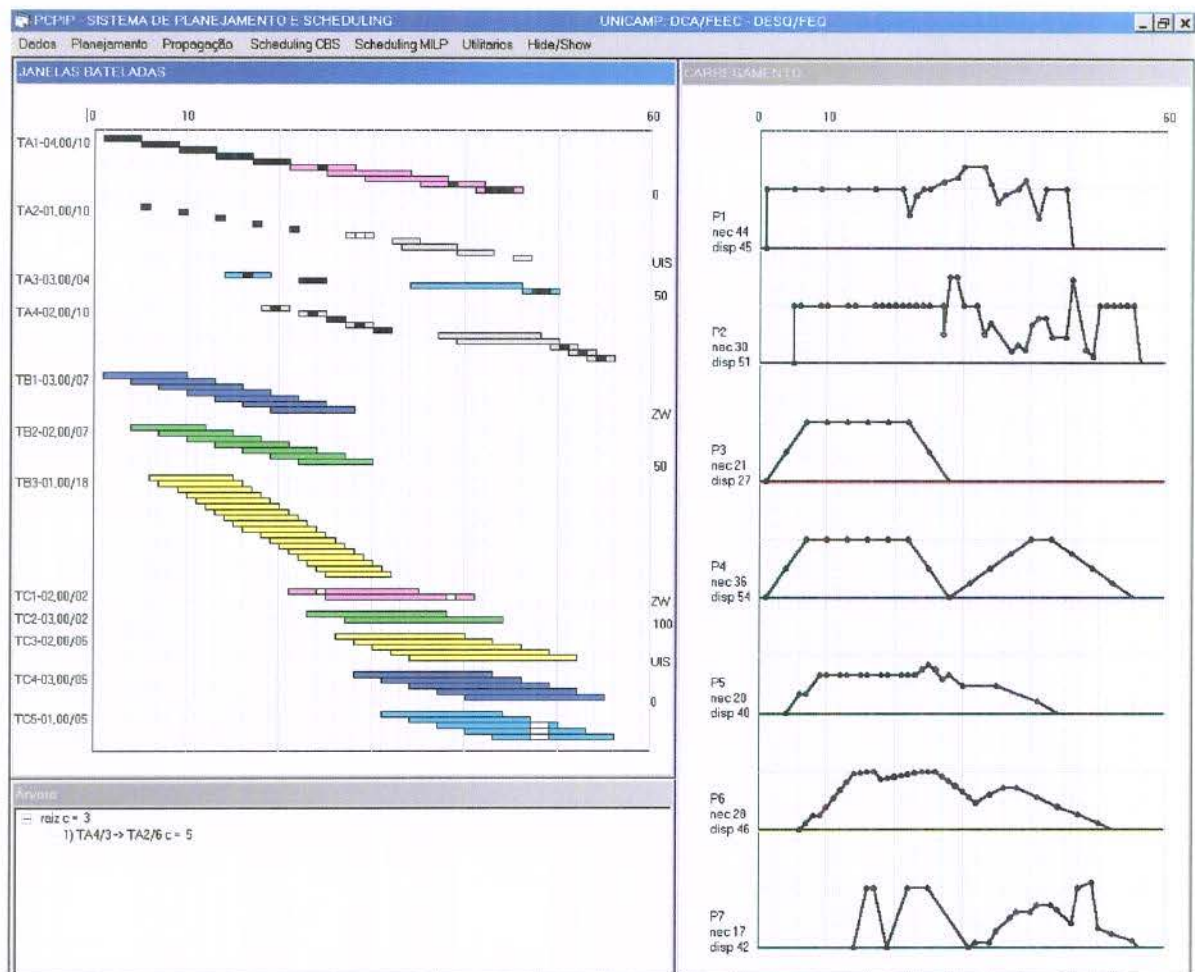 PCPIP - SISTEMA DE PLANEJAMENTO E SCHEDULING UNICAMP: DCA/FEEC - DESQ/FEQ
Dados Planejamento Propagação Scheduling CBS Scheduling MILP Utilitarios Hide/Show
JANELAS BATELADAS
0 10 60
TA1-04,00/10
0
TA2-01,00/10
UIS
TA3-03,00/04
50
TA4-02,00/10
TB1-03,00/07
ZW
TB2-02,00/07
50
TB3-01,00/18
TC1-02,00/02
ZW
TC2-03,00/02
100
TC3-02,00/05
UIS
TC4-03,00/05
0
TC5-01,00/05
CARREGAMENTO
0 10 60
P1
nec 44
disp 45
P2
nec 30
disp 51
P3
nec 21
disp 27
P4
nec 36
disp 54
P5
nec 20
disp 40
P6
nec 28
disp 46
P7
nec 17
disp 42
Árvore
raiz c = 3
1) TA4/3 -> TA2/6 c = 5